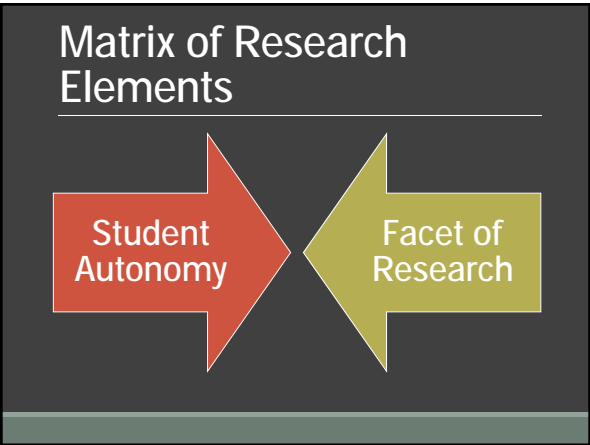 Matrix of Research
Elements
Student
Autonomy
Facet of
Research